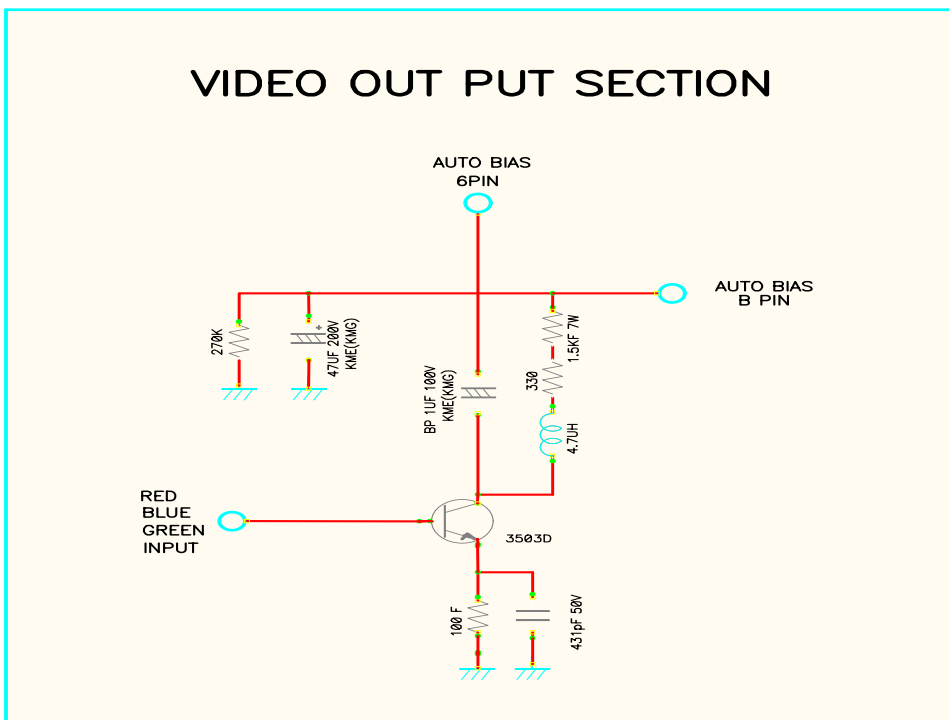 VIDEO OUT PUT SECTION
AUTO BIAS
6PIN
AUTO BIAS
B PIN
270K
47UF 200V
KME(KMG)
BP 1UF 100V
KME(KMG)
1.5KF 7W
330
4.7UH
RED
BLUE
GREEN
INPUT
3503D
100 F
431pF 50V